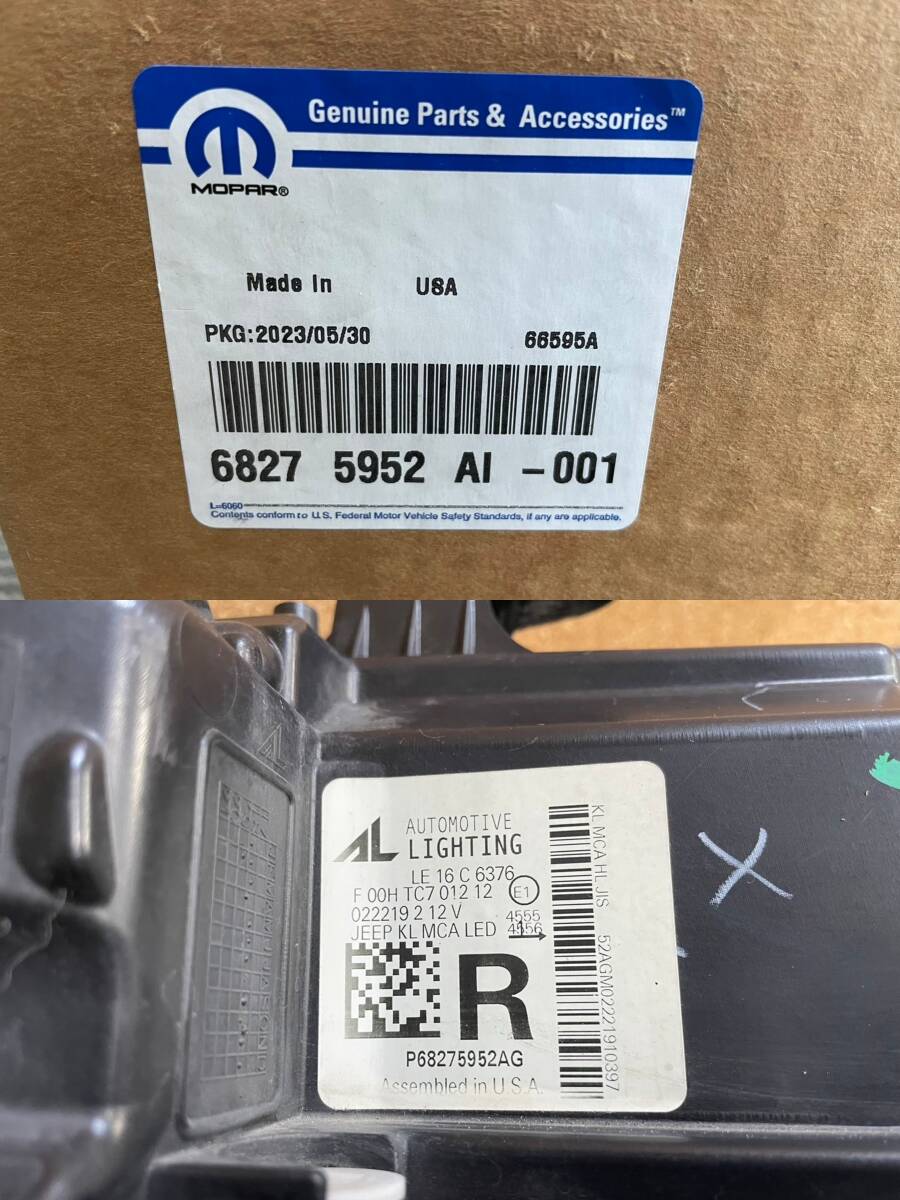 Genuine Parts & Accessories™
MOPAR®
Made In USA
PKG:2023/05/30 66595A
6827 5952 AI -001
L=6060
Contents conform to U.S. Federal Motor Vehicle Safety Standards, if any are applicable.
AL AUTOMOTIVE
LIGHTING
LE 16 C 6376
F 00H TC7 012 12 E1
022219 2 12 V 4555
JEEP KL MCA LED 4556
R
P68275952AG
Assembled in U.S.A.
KL MCA HL JIS 52AGM02221910397
X